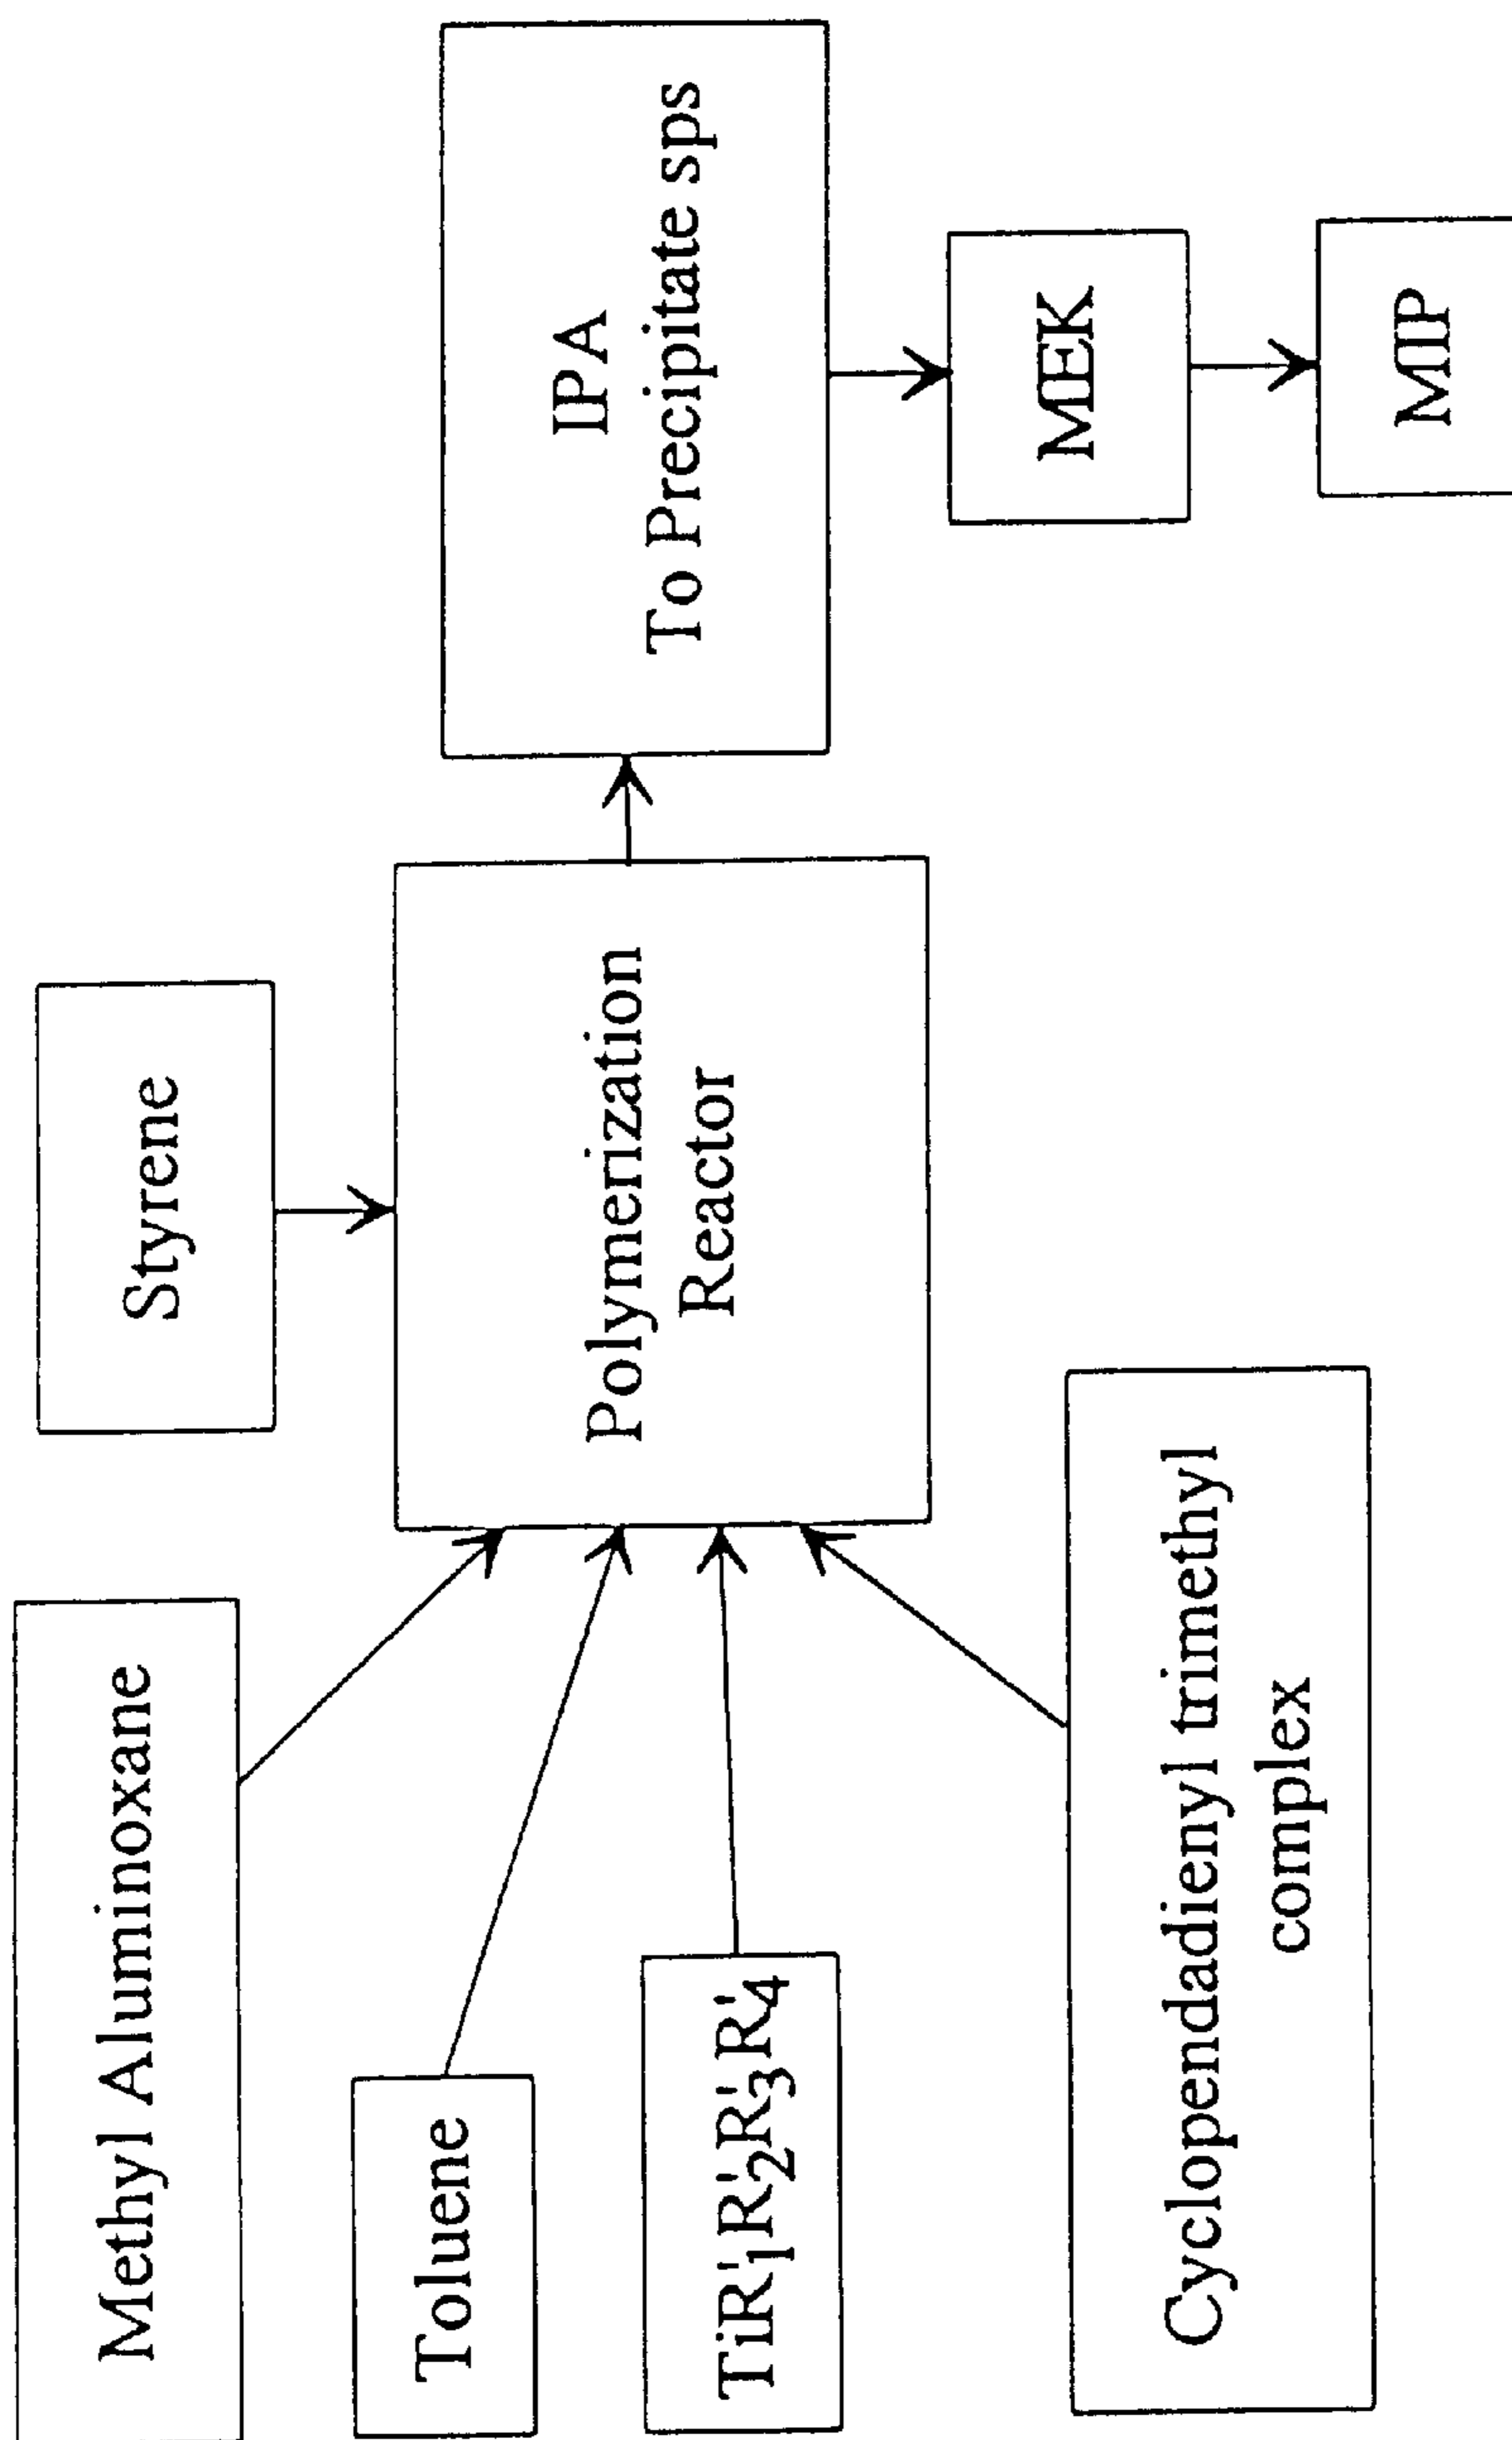 Methyl Aluminoxane
Styrene
Toluene
TiR'₁R'₂R'₃R'₄
Cyclopendadienyl trimethyl
complex
Polymerization
Reactor
IPA
To Precipitate sps
MEK
MIP